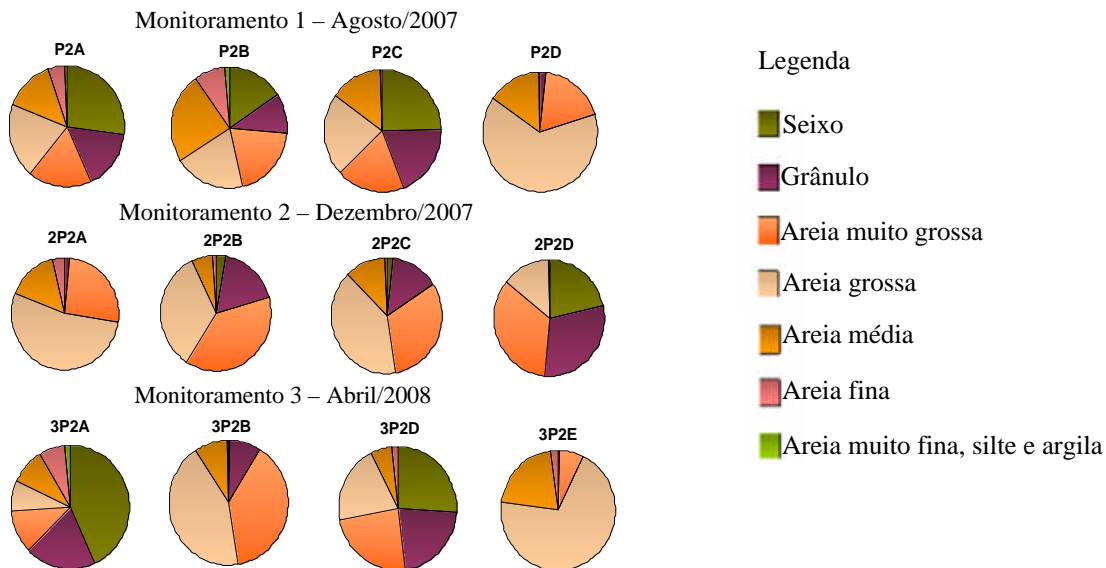 Monitoramento 1 – Agosto/2007
P2A P2B P2C P2D
Monitoramento 2 – Dezembro/2007
2P2A 2P2B 2P2C 2P2D
Monitoramento 3 – Abril/2008
3P2A 3P2B 3P2D 3P2E
Legenda
Seixo
Grânulo
Areia muito grossa
Areia grossa
Areia média
Areia fina
Areia muito fina, silte e argila